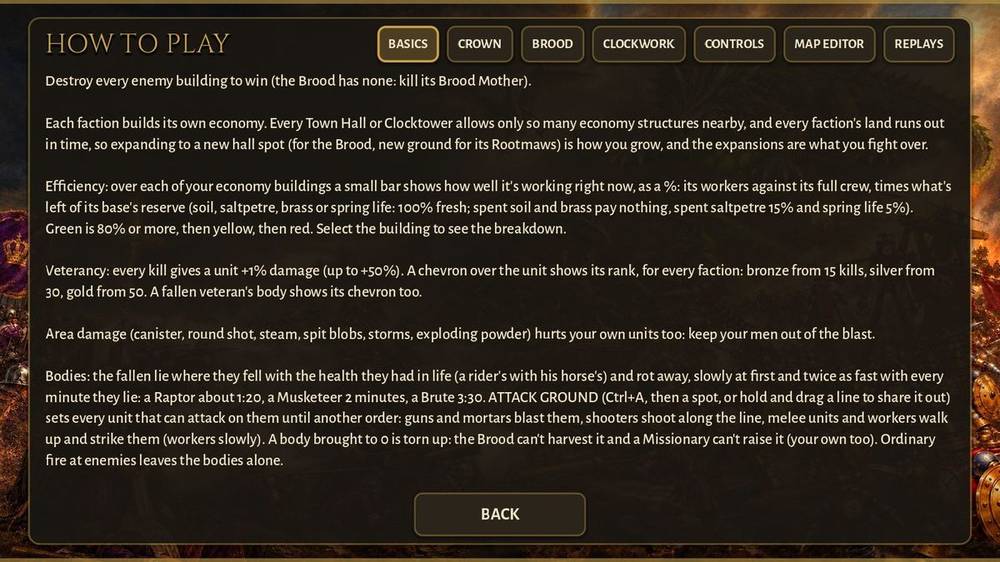 HOW TO PLAY
BASICS
CROWN
BROOD
CLOCKWORK
CONTROLS
MAP EDITOR
REPLAYS
Destroy every enemy building to win (the Brood has none: kill its Brood Mother).
Each faction builds its own economy. Every Town Hall or Clocktower allows only so many economy structures nearby, and every faction's land runs out
in time, so expanding to a new hall spot (for the Brood, new ground for its Rootmaws) is how you grow, and the expansions are what you fight over.
Efficiency: over each of your economy buildings a small bar shows how well it's working right now, as a %: its workers against its full crew, times what's
left of its base's reserve (soil, saltpetre, brass or spring life: 100% fresh; spent soil and brass pay nothing, spent saltpetre 15% and spring life 5%).
Green is 80% or more, then yellow, then red. Select the building to see the breakdown.
Veterancy: every kill gives a unit +1% damage (up to +50%). A chevron over the unit shows its rank, for every faction: bronze from 15 kills, silver from
30, gold from 50. A fallen veteran's body shows its chevron too.
Area damage (canister, round shot, steam, spit blobs, storms, exploding powder) hurts your own units too: keep your men out of the blast.
Bodies: the fallen lie where they fell with the health they had in life (a rider's with his horse's) and rot away, slowly at first and twice as fast with every
minute they lie: a Raptor about 1:20, a Musketeer 2 minutes, a Brute 3:30. ATTACK GROUND (Ctrl+A, then a spot, or hold and drag a line to share it out)
sets every unit that can attack on them until another order: guns and mortars blast them, shooters shoot along the line, melee units and workers walk
up and strike them (workers slowly). A body brought to 0 is torn up: the Brood can't harvest it and a Missionary can't raise it (your own too). Ordinary
fire at enemies leaves the bodies alone.
BACK